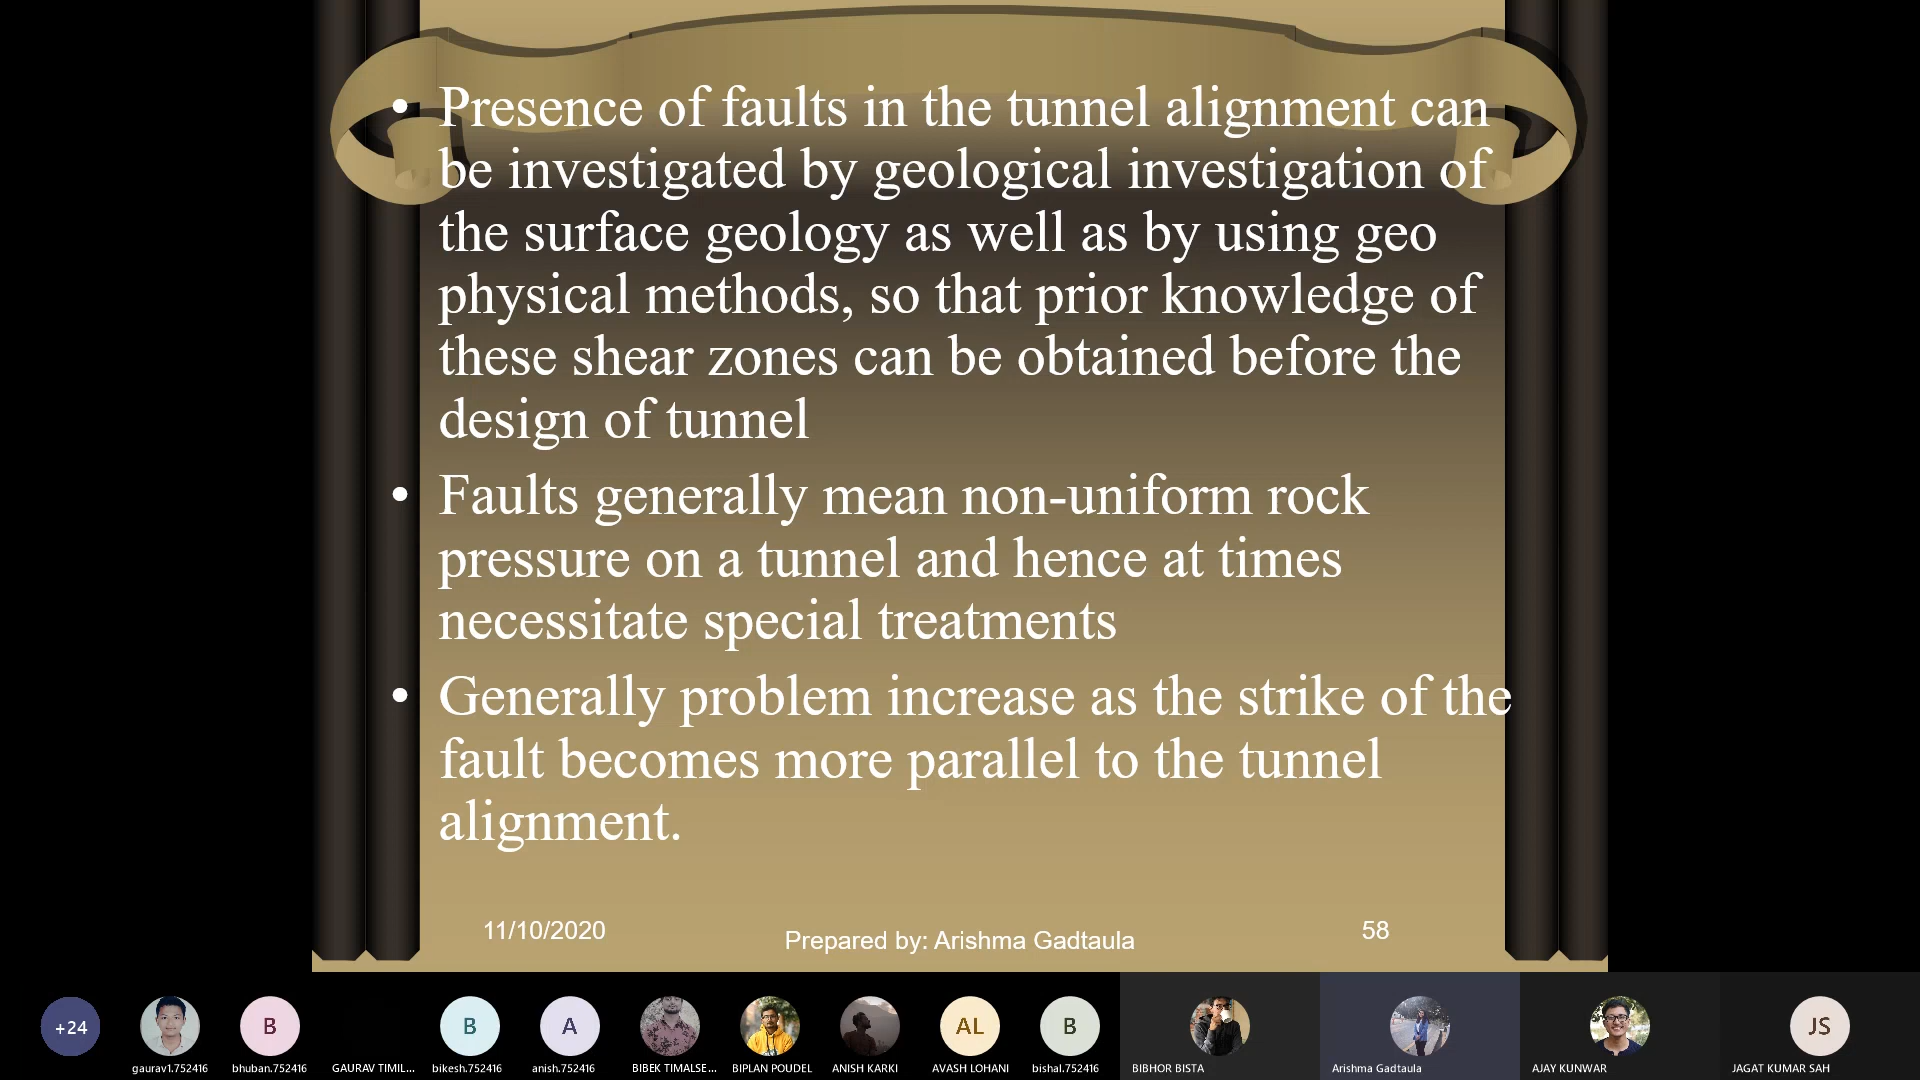 • Presence of faults in the tunnel alignment can
be investigated by geological investigation of
the surface geology as well as by using geo
physical methods, so that prior knowledge of
these shear zones can be obtained before the
design of tunnel
• Faults generally mean non-uniform rock
pressure on a tunnel and hence at times
necessitate special treatments
• Generally problem increase as the strike of the
fault becomes more parallel to the tunnel
alignment.
11/10/2020
Prepared by: Arishma Gadtaula
58
+24
B
B
A
AL
B
JS
gaurav1.752416
bhuban.752416
GAURAV TIMIL...
bikesh.752416
anish.752416
BIBEK TIMALSE...
BIPLAN POUDEL
ANISH KARKI
AVASH LOHANI
bishal.752416
BIBHOR BISTA
Arishma Gadtaula
AJAY KUNWAR
JAGAT KUMAR SAH